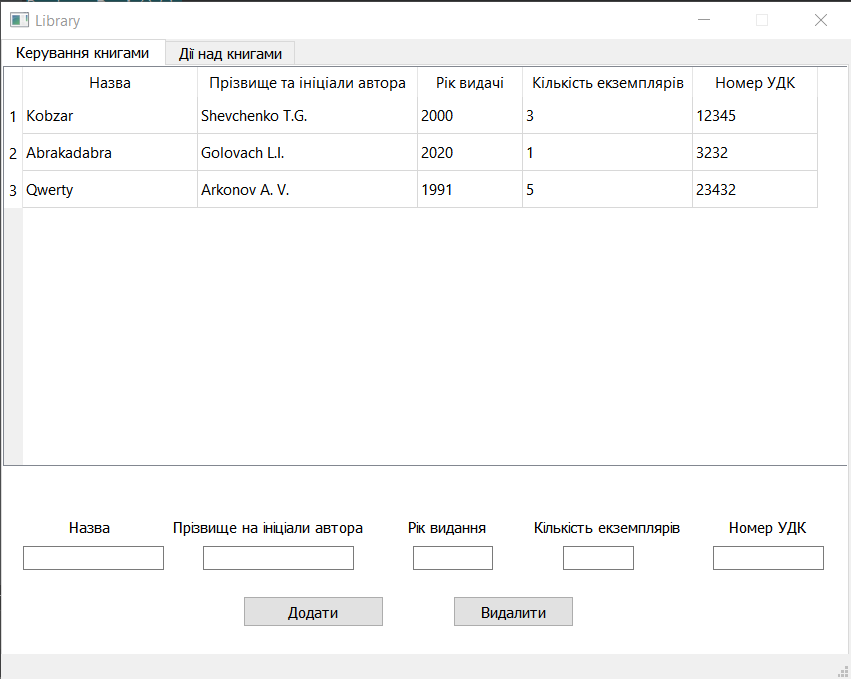 Library
Керування книгами Дії над книгами
Назва Прізвище та ініціали автора Рік видачі Кількість екземплярів Номер УДК
1 Kobzar Shevchenko T.G. 2000 3 12345
2 Abrakadabra Golovach L.I. 2020 1 3232
3 Qwerty Arkonov A. V. 1991 5 23432
Назва Прізвище на ініціали автора Рік видання Кількість екземплярів Номер УДК
Додати Видалити